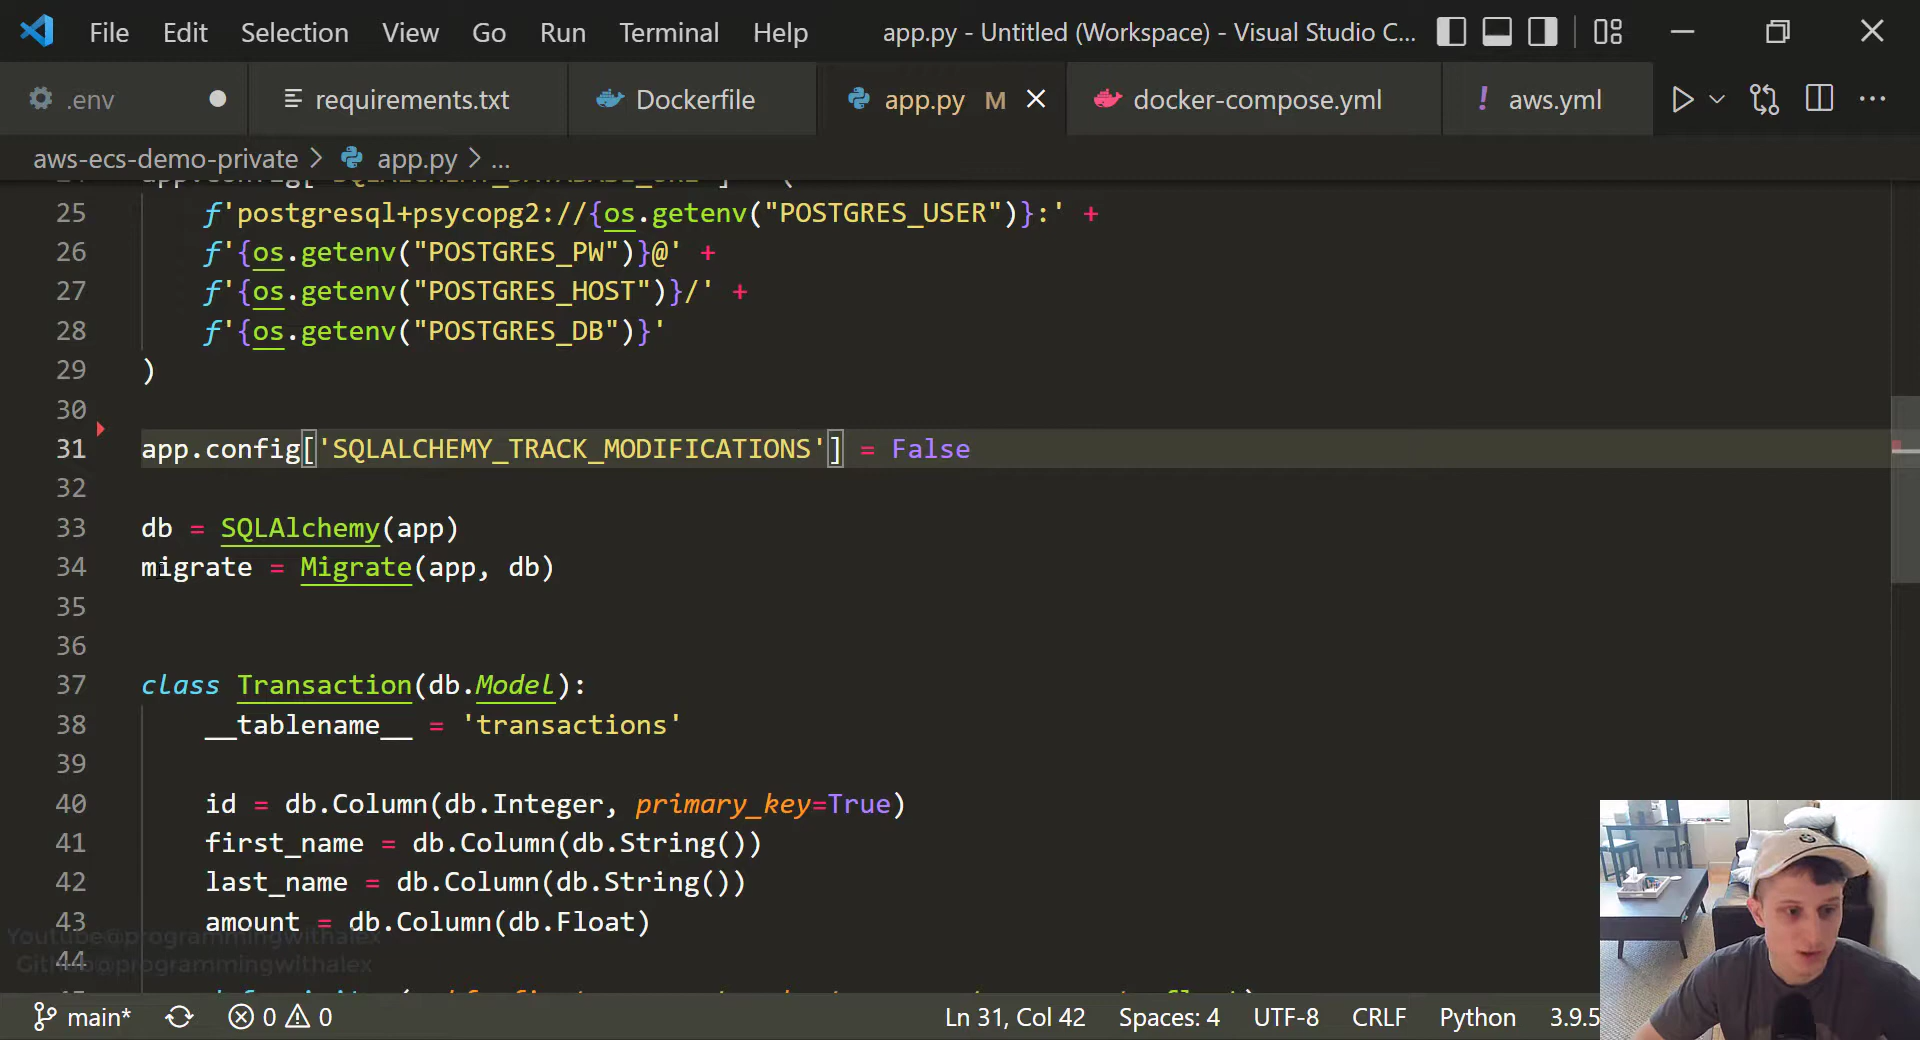 File Edit Selection View Go Run Terminal Help app.py - Untitled (Workspace) - Visual Studio C...
.env requirements.txt Dockerfile app.py M docker-compose.yml ! aws.yml
aws-ecs-demo-private > app.py > ...
25 f'postgresql+psycopg2://{os.getenv("POSTGRES_USER")}:' +
26 f'{os.getenv("POSTGRES_PW")}@' +
27 f'{os.getenv("POSTGRES_HOST")}/' +
28 f'{os.getenv("POSTGRES_DB")}'
29 )
30
31 app.config['SQLALCHEMY_TRACK_MODIFICATIONS'] = False
32
33 db = SQLAlchemy(app)
34 migrate = Migrate(app, db)
35
36
37 class Transaction(db.Model):
38 __tablename__ = 'transactions'
39
40 id = db.Column(db.Integer, primary_key=True)
41 first_name = db.Column(db.String())
42 last_name = db.Column(db.String())
43 amount = db.Column(db.Float)
Youtube@programmingwithalex
44
Github@programmingwithalex
main* 0 0 Ln 31, Col 42 Spaces: 4 UTF-8 CRLF Python 3.9.5